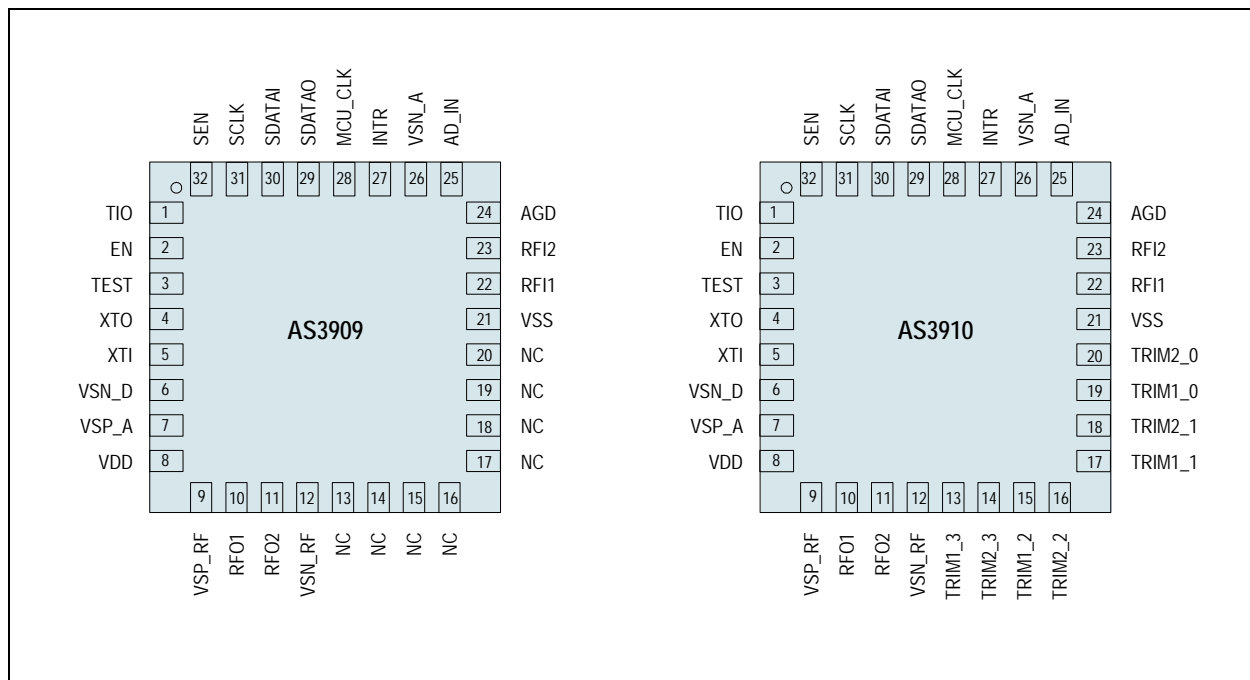 SEN SCLK SDATAI SDATAO MCU_CLK INTR VSN_A AD_IN
32 31 30 29 28 27 26 25
TIO 1 24 AGD
EN 2 23 RFI2
TEST 3 22 RFI1
XTO 4 21 VSS
AS3909
XTI 5 20 NC
VSN_D 6 19 NC
VSP_A 7 18 NC
VDD 8 17 NC
9 10 11 12 13 14 15 16
VSP_RF RFO1 RFO2 VSN_RF NC NC NC NC
SEN SCLK SDATAI SDATAO MCU_CLK INTR VSN_A AD_IN
32 31 30 29 28 27 26 25
TIO 1 24 AGD
EN 2 23 RFI2
TEST 3 22 RFI1
XTO 4 21 VSS
AS3910
XTI 5 20 TRIM2_0
VSN_D 6 19 TRIM1_0
VSP_A 7 18 TRIM2_1
VDD 8 17 TRIM1_1
9 10 11 12 13 14 15 16
VSP_RF RFO1 RFO2 VSN_RF TRIM1_3 TRIM2_3 TRIM1_2 TRIM2_2